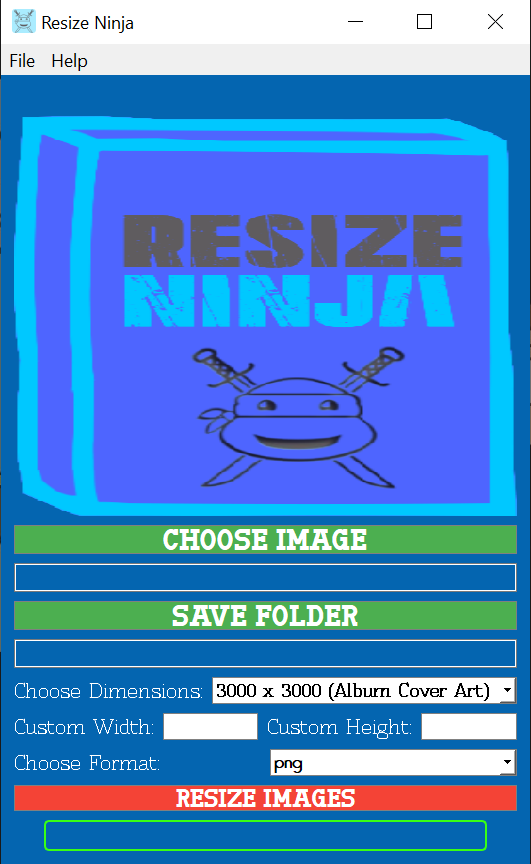 Resize Ninja
File Help
RESIZE
NINJA
CHOOSE IMAGE
SAVE FOLDER
Choose Dimensions: 3000 x 3000 (Album Cover Art)
Custom Width: Custom Height:
Choose Format: png
RESIZE IMAGES